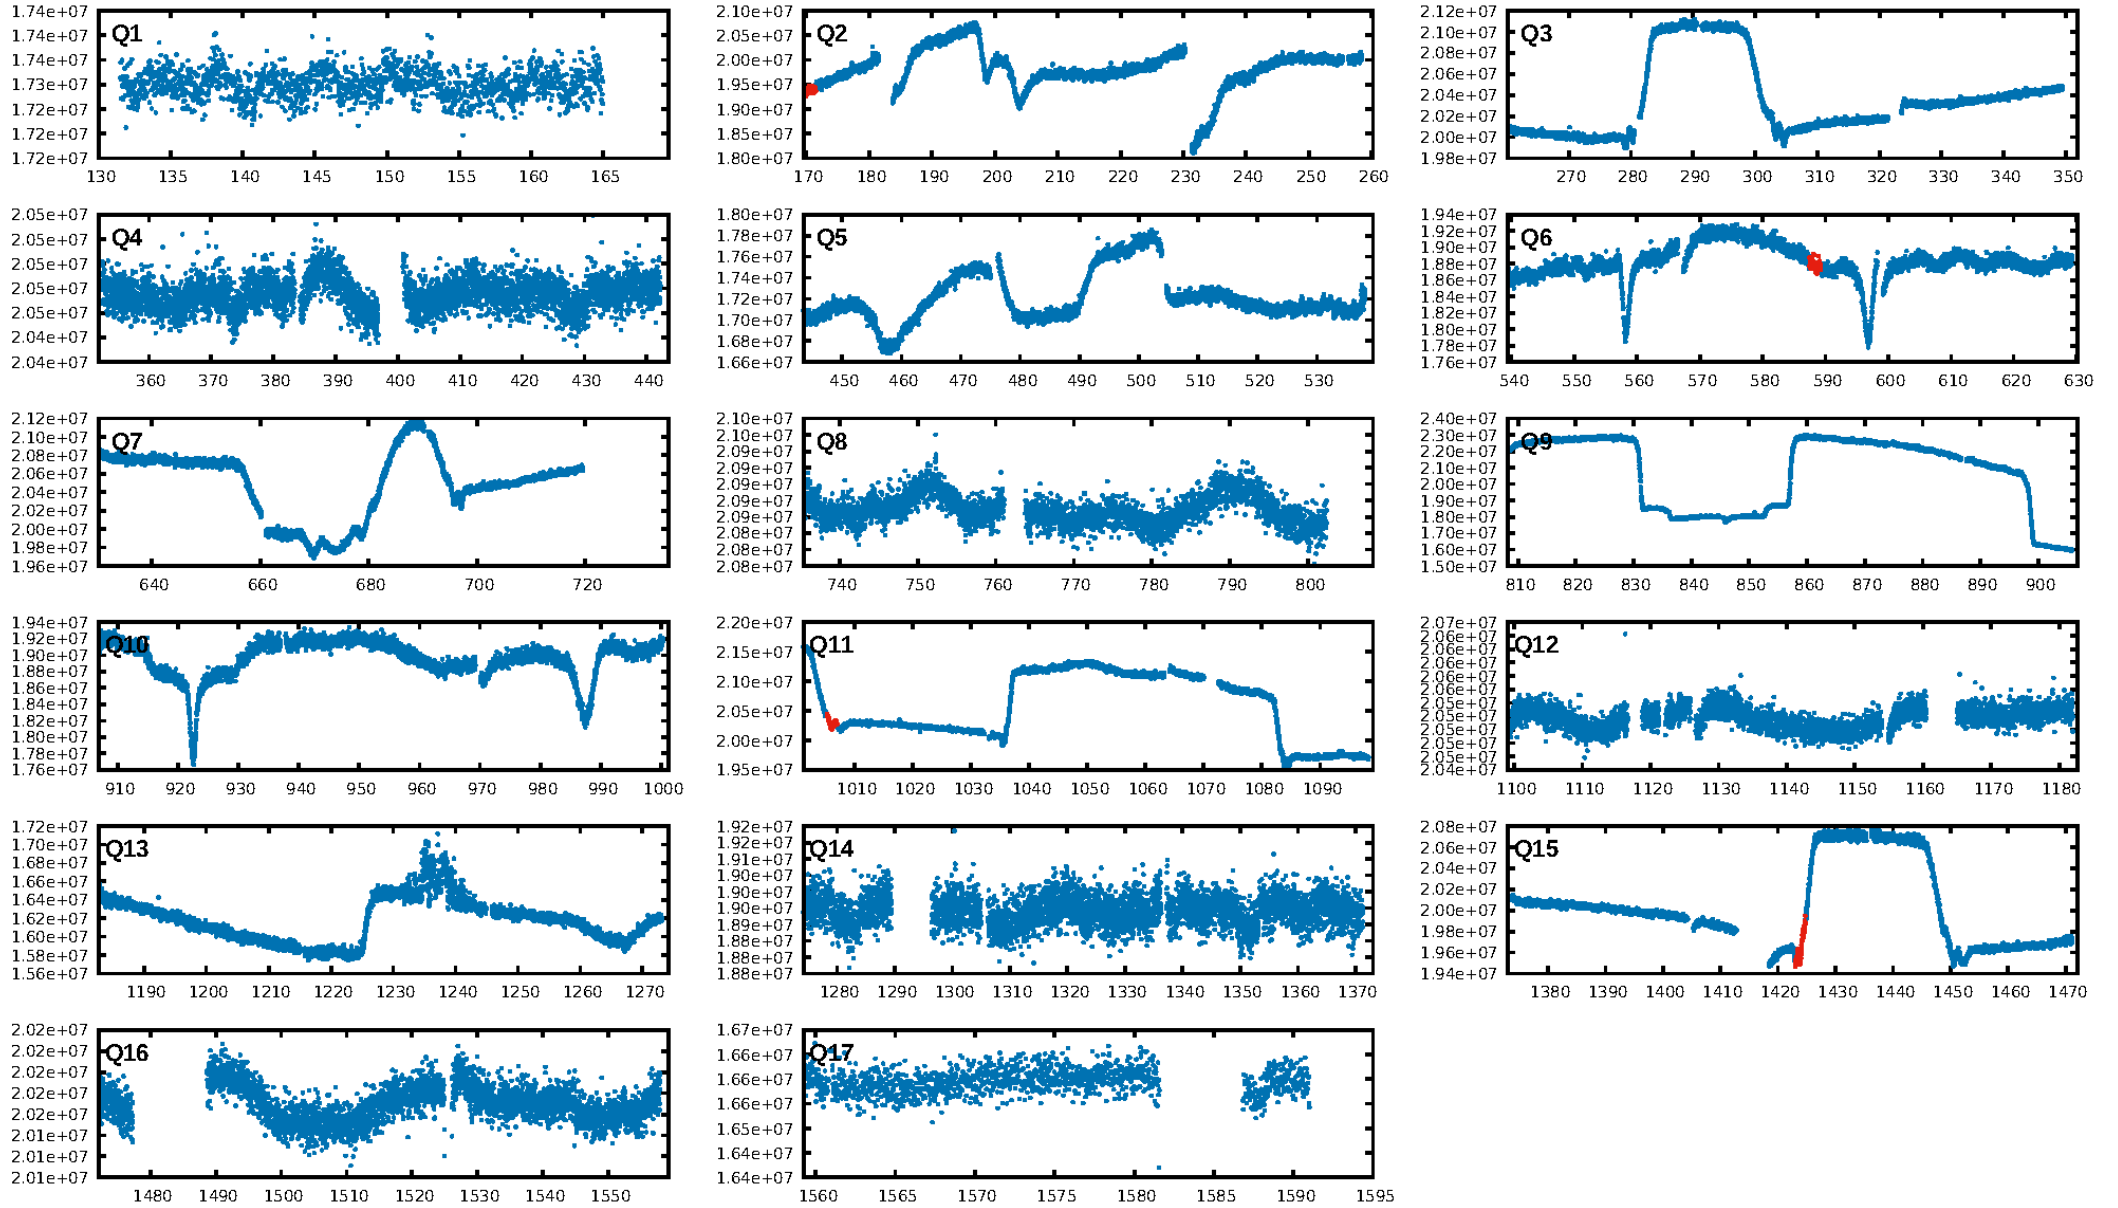 Q1
1.74e+07
1.74e+07
1.74e+07
1.73e+07
1.72e+07
1.72e+07
1.72e+07
130 135 140 145 150 155 160 165
Q2
2.10e+07
2.05e+07
2.00e+07
1.95e+07
1.90e+07
1.85e+07
1.80e+07
170 180 190 200 210 220 230 240 250 260
Q3
2.12e+07
2.10e+07
2.08e+07
2.06e+07
2.04e+07
2.02e+07
2.00e+07
1.98e+07
270 280 290 300 310 320 330 340 350
Q4
2.05e+07
2.05e+07
2.05e+07
2.05e+07
2.05e+07
2.04e+07
2.04e+07
360 370 380 390 400 410 420 430 440
Q5
1.80e+07
1.78e+07
1.76e+07
1.74e+07
1.72e+07
1.70e+07
1.68e+07
1.66e+07
450 460 470 480 490 500 510 520 530
Q6
1.94e+07
1.92e+07
1.90e+07
1.88e+07
1.86e+07
1.84e+07
1.82e+07
1.80e+07
1.78e+07
1.76e+07
540 550 560 570 580 590 600 610 620 630
Q7
2.12e+07
2.10e+07
2.08e+07
2.06e+07
2.04e+07
2.02e+07
2.00e+07
1.98e+07
1.96e+07
640 660 680 700 720
Q8
2.10e+07
2.10e+07
2.09e+07
2.09e+07
2.09e+07
2.09e+07
2.09e+07
2.08e+07
2.08e+07
2.08e+07
740 750 760 770 780 790 800
Q9
2.40e+07
2.30e+07
2.20e+07
2.10e+07
2.00e+07
1.90e+07
1.80e+07
1.70e+07
1.60e+07
1.50e+07
810 820 830 840 850 860 870 880 890 900
Q10
1.94e+07
1.92e+07
1.90e+07
1.88e+07
1.86e+07
1.84e+07
1.82e+07
1.80e+07
1.78e+07
1.76e+07
910 920 930 940 950 960 970 980 990 1000
Q11
2.20e+07
2.15e+07
2.10e+07
2.05e+07
2.00e+07
1.95e+07
1010 1020 1030 1040 1050 1060 1070 1080 1090
Q12
2.07e+07
2.06e+07
2.06e+07
2.06e+07
2.06e+07
2.06e+07
2.05e+07
2.05e+07
2.05e+07
2.05e+07
2.04e+07
1100 1110 1120 1130 1140 1150 1160 1170 1180
Q13
1.72e+07
1.70e+07
1.68e+07
1.66e+07
1.64e+07
1.62e+07
1.60e+07
1.58e+07
1.56e+07
1190 1200 1210 1220 1230 1240 1250 1260 1270
Q14
1.92e+07
1.92e+07
1.91e+07
1.90e+07
1.90e+07
1.90e+07
1.89e+07
1.88e+07
1.88e+07
1.88e+07
1280 1290 1300 1310 1320 1330 1340 1350 1360 1370
Q15
2.08e+07
2.06e+07
2.04e+07
2.02e+07
2.00e+07
1.98e+07
1.96e+07
1.94e+07
1380 1390 1400 1410 1420 1430 1440 1450 1460 1470
Q16
2.02e+07
2.02e+07
2.02e+07
2.02e+07
2.02e+07
2.01e+07
2.01e+07
2.01e+07
1480 1490 1500 1510 1520 1530 1540 1550
Q17
1.67e+07
1.66e+07
1.66e+07
1.66e+07
1.65e+07
1.64e+07
1.64e+07
1560 1565 1570 1575 1580 1585 1590 1595